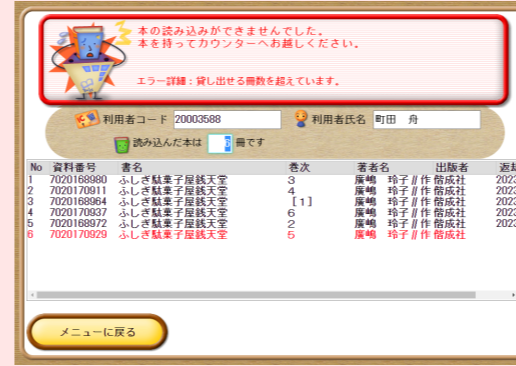 本の読み込みができませんでした。
本を持ってカウンターへお越しください。
エラー詳細：貸し出せる冊数を超えています。
利用者コード 20003588 利用者氏名 町田 舟
読み込んだ本は 冊です
No 資料番号 書名 巻次 著者名 出版者 返却
1 7020168980 ふしぎ駄菓子屋銭天堂 3 廣嶋 玲子//作 偕成社 2023
2 7020170911 ふしぎ駄菓子屋銭天堂 4 廣嶋 玲子//作 偕成社 2023
3 7020168964 ふしぎ駄菓子屋銭天堂 [1] 廣嶋 玲子//作 偕成社 2023
4 7020170937 ふしぎ駄菓子屋銭天堂 6 廣嶋 玲子//作 偕成社 2023
5 7020168972 ふしぎ駄菓子屋銭天堂 2 廣嶋 玲子//作 偕成社 2023
6 7020170929 ふしぎ駄菓子屋銭天堂 5 廣嶋 玲子//作 偕成社
メニューに戻る